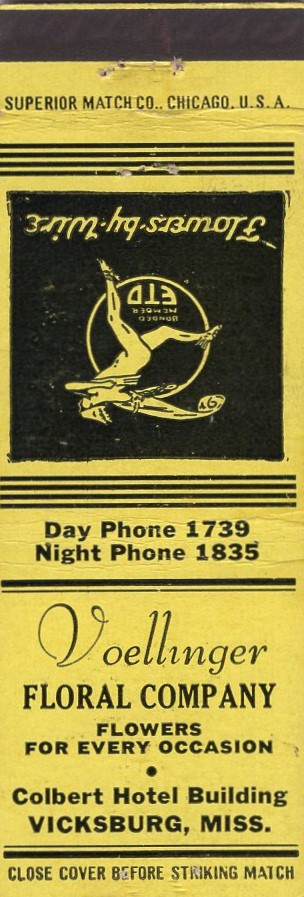 SUPERIOR MATCH CO., CHICAGO, U.S.A.
Flowers-by-Wire
BONDED
MEMBER
FTD
Day Phone 1739
Night Phone 1835
Voellinger
FLORAL COMPANY
FLOWERS
FOR EVERY OCCASION
Colbert Hotel Building
VICKSBURG, MISS.
CLOSE COVER BEFORE STRIKING MATCH